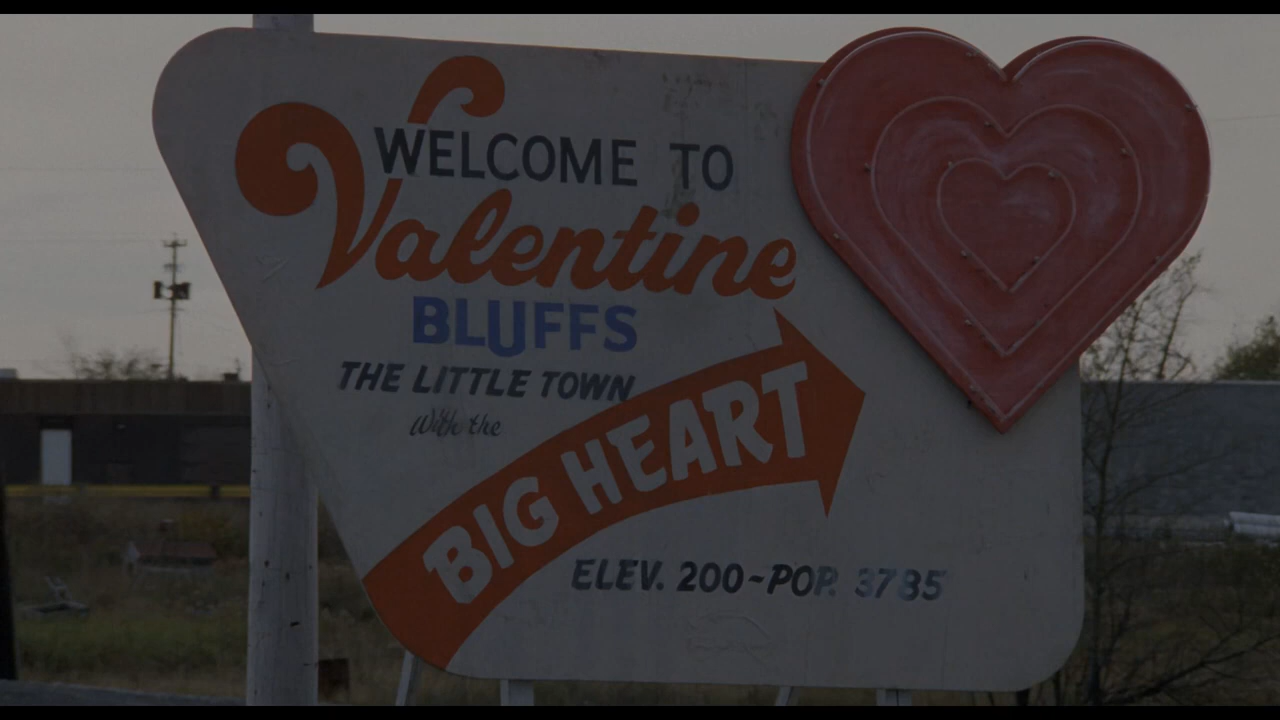 WELCOME TO
Valentine
BLUFFS
THE LITTLE TOWN
With the
BIG HEART
ELEV. 200~POP. 3785